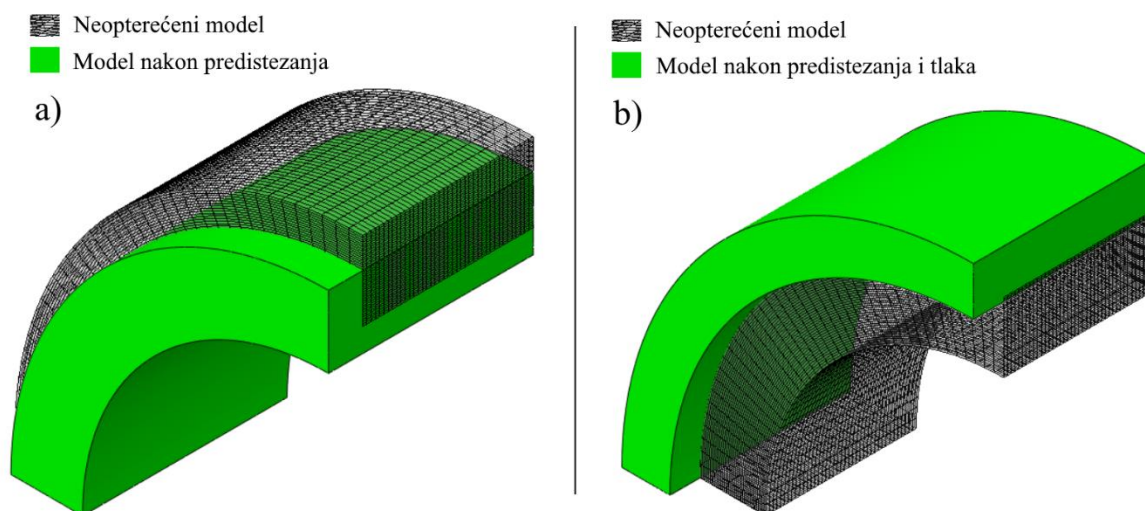 Neopterećeni model
Model nakon predistezanja
a)
Neopterećeni model
Model nakon predistezanja i tlaka
b)